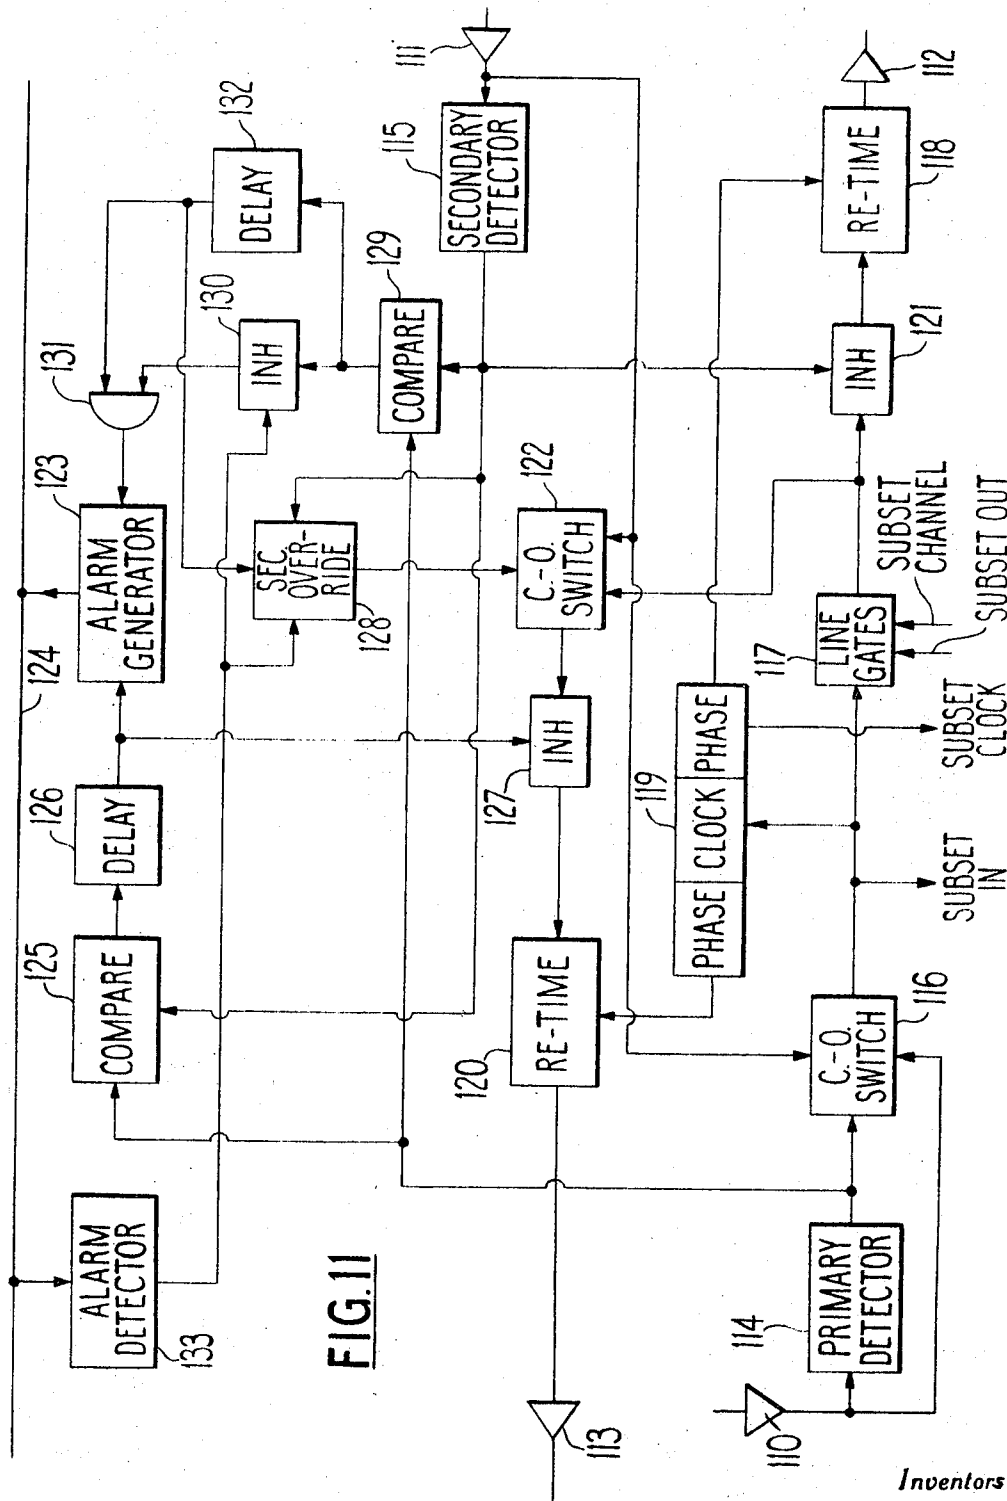 124
ALARM
DETECTOR
133
COMPARE
125
DELAY
126
ALARM
GENERATOR
123
131
INH
130
DELAY
132
SEC.
OVER-
RIDE
128
COMPARE
129
SECONDARY
DETECTOR
115
111
FIG.11
113
RE-TIME
120
INH
127
C.-O.
SWITCH
122
PHASE
CLOCK
PHASE
119
110
PRIMARY
DETECTOR
114
C.-O.
SWITCH
116
LINE
GATES
117
INH
121
RE-TIME
118
112
SUBSET
IN
SUBSET
CLOCK
SUBSET
CHANNEL
SUBSET OUT
Inventors